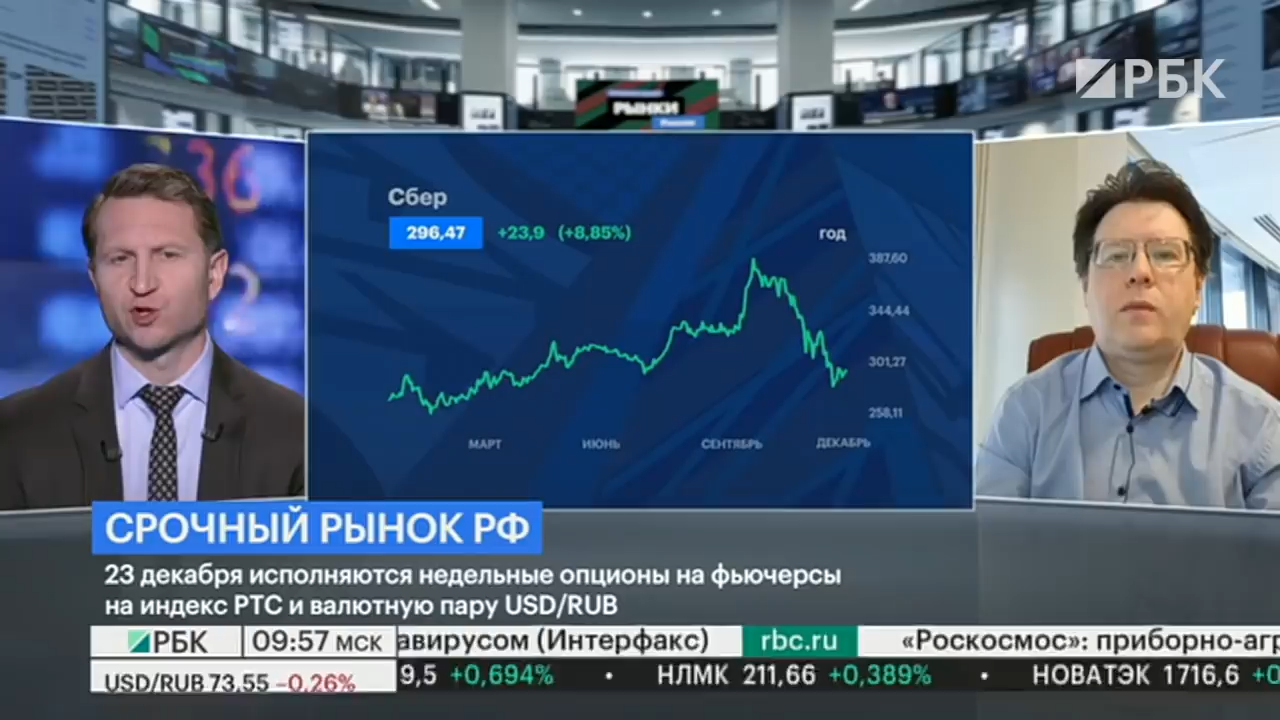 РБК
РЫНКИ
36
2
Сбер
296,47 +23,9 (+8,85%)
год
387,60
344,44
301,27
258,11
МАРТ ИЮНЬ СЕНТЯБРЬ ДЕКАБРЬ
СРОЧНЫЙ РЫНОК РФ
23 декабря исполняются недельные опционы на фьючерсы
на индекс РТС и валютную пару USD/RUB
РБК 09:57 МСК авирусом (Интерфакс) rbc.ru «Роскосмос»: приборно-агр
USD/RUB 73,55 -0,26% 9,5 +0,694% • НЛМК 211,66 +0,389% • НОВАТЭК 1716,6 +0